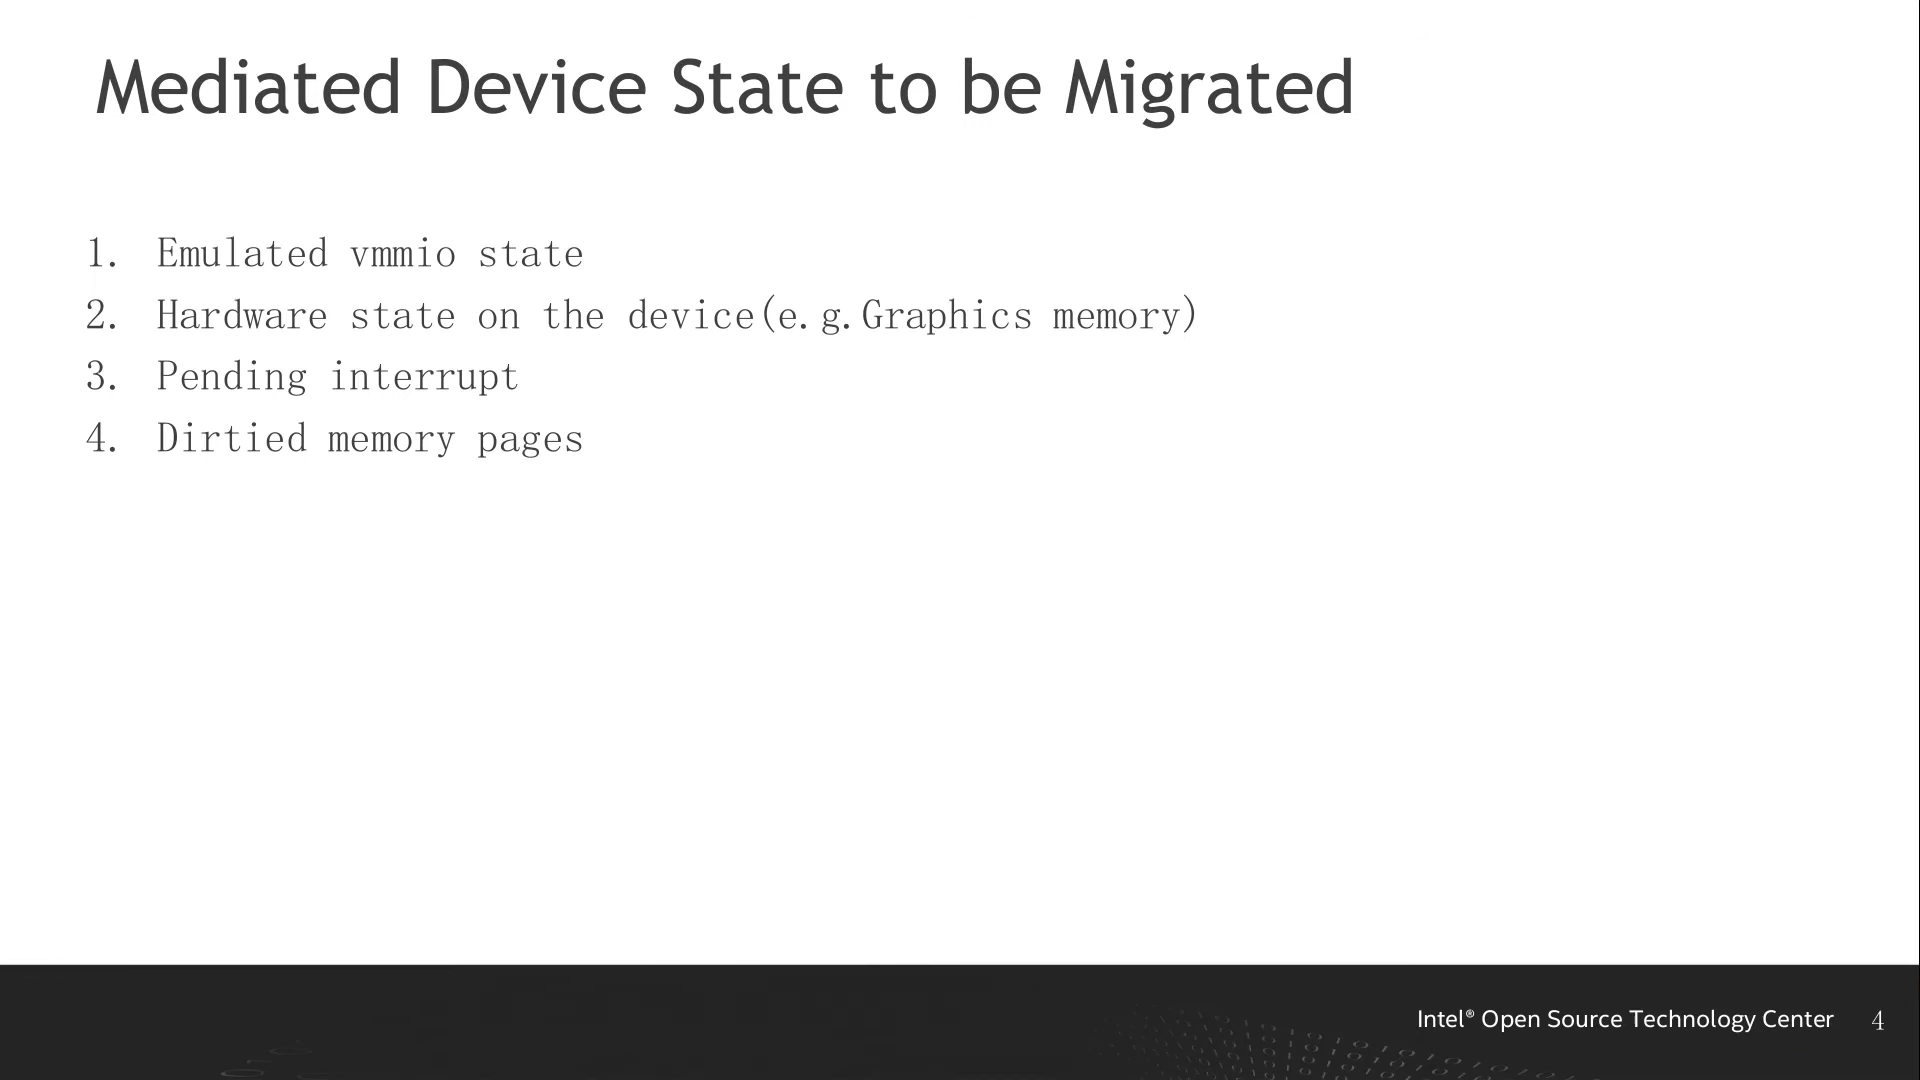 Mediated Device State to be Migrated
1. Emulated vmmio state
2. Hardware state on the device(e.g.Graphics memory)
3. Pending interrupt
4. Dirtied memory pages
Intel® Open Source Technology Center 4